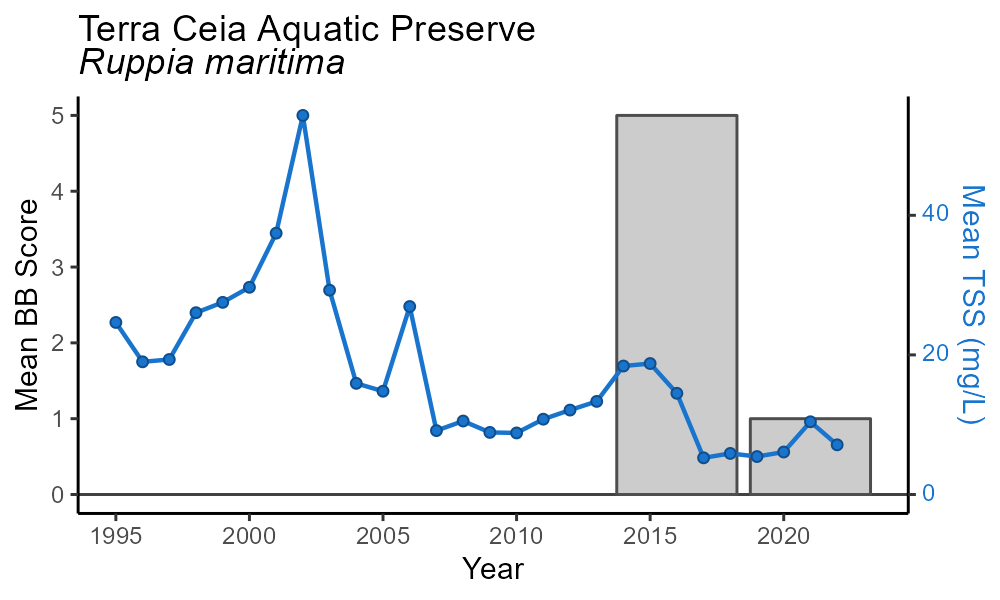 Terra Ceia Aquatic Preserve
Ruppia maritima
Mean BB Score
5
4
3
2
1
0
40
20
0
Mean TSS (mg/L)
1995 2000 2005 2010 2015 2020
Year